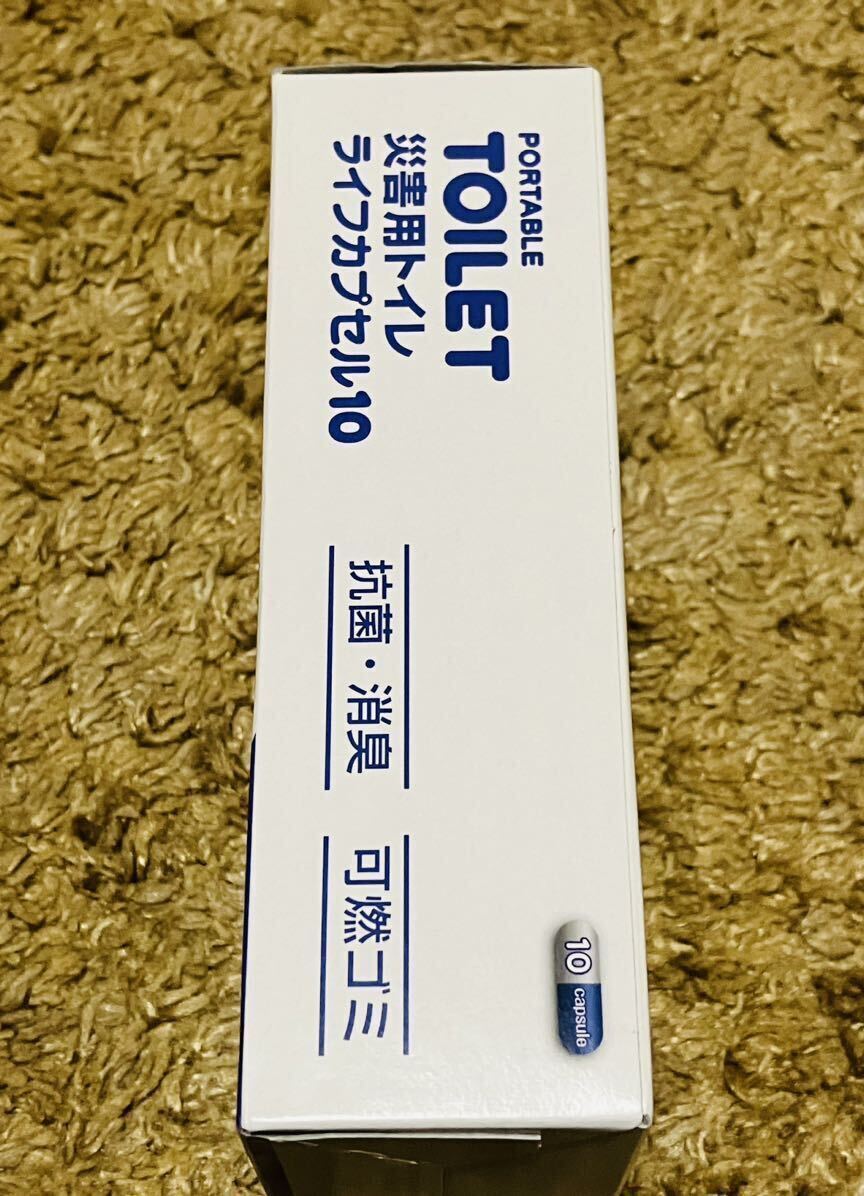 PORTABLE
TOILET
災害用トイレ
ライフカプセル10
抗菌・消臭
可燃ゴミ
10 capsule